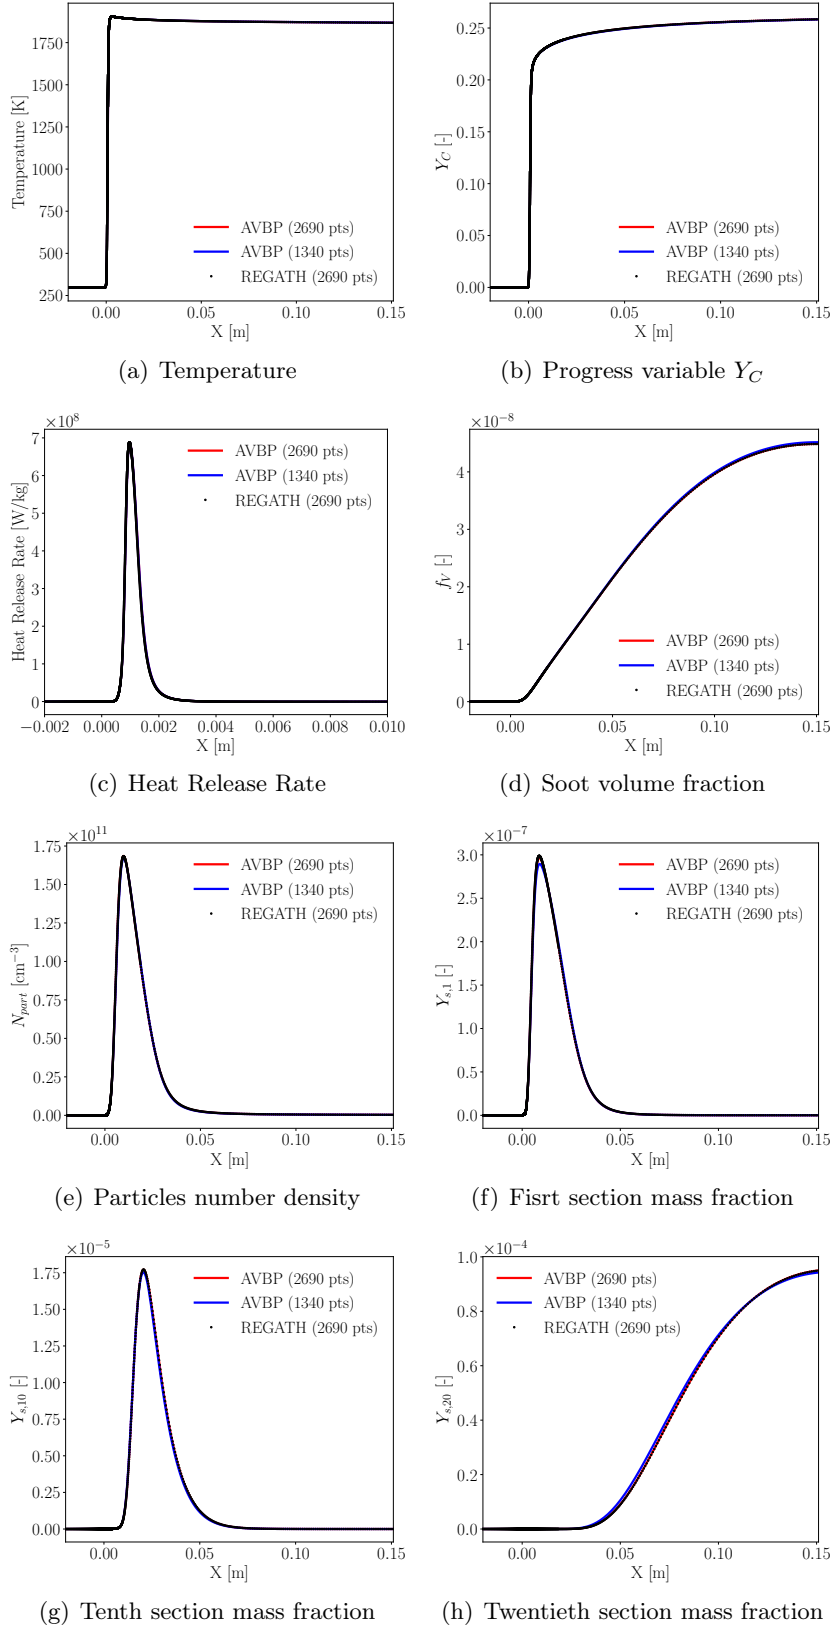 Temperature [K]
1750
1500
1250
1000
750
500
250
AVBP (2690 pts)
AVBP (1340 pts)
REGATH (2690 pts)
0.00 0.05 0.10 0.15
X [m]
(a) Temperature
Y_C [-]
0.25
0.20
0.15
0.10
0.05
0.00
AVBP (2690 pts)
AVBP (1340 pts)
REGATH (2690 pts)
0.00 0.05 0.10 0.15
X [m]
(b) Progress variable Y_C
×10^8
Heat Release Rate [W/kg]
7
6
5
4
3
2
1
0
AVBP (2690 pts)
AVBP (1340 pts)
REGATH (2690 pts)
−0.002 0.000 0.002 0.004 0.006 0.008 0.010
X [m]
(c) Heat Release Rate
×10^−8
f_V [-]
4
3
2
1
0
AVBP (2690 pts)
AVBP (1340 pts)
REGATH (2690 pts)
0.00 0.05 0.10 0.15
X [m]
(d) Soot volume fraction
×10^11
N_part [cm^−3]
1.75
1.50
1.25
1.00
0.75
0.50
0.25
0.00
AVBP (2690 pts)
AVBP (1340 pts)
REGATH (2690 pts)
0.00 0.05 0.10 0.15
X [m]
(e) Particles number density
×10^−7
Y_s,1 [-]
3.0
2.5
2.0
1.5
1.0
0.5
0.0
AVBP (2690 pts)
AVBP (1340 pts)
REGATH (2690 pts)
0.00 0.05 0.10 0.15
X [m]
(f) Fisrt section mass fraction
×10^−5
Y_s,10 [-]
1.75
1.50
1.25
1.00
0.75
0.50
0.25
0.00
AVBP (2690 pts)
AVBP (1340 pts)
REGATH (2690 pts)
0.00 0.05 0.10 0.15
X [m]
(g) Tenth section mass fraction
×10^−4
Y_s,20 [-]
1.0
0.8
0.6
0.4
0.2
0.0
AVBP (2690 pts)
AVBP (1340 pts)
REGATH (2690 pts)
0.00 0.05 0.10 0.15
X [m]
(h) Twentieth section mass fraction